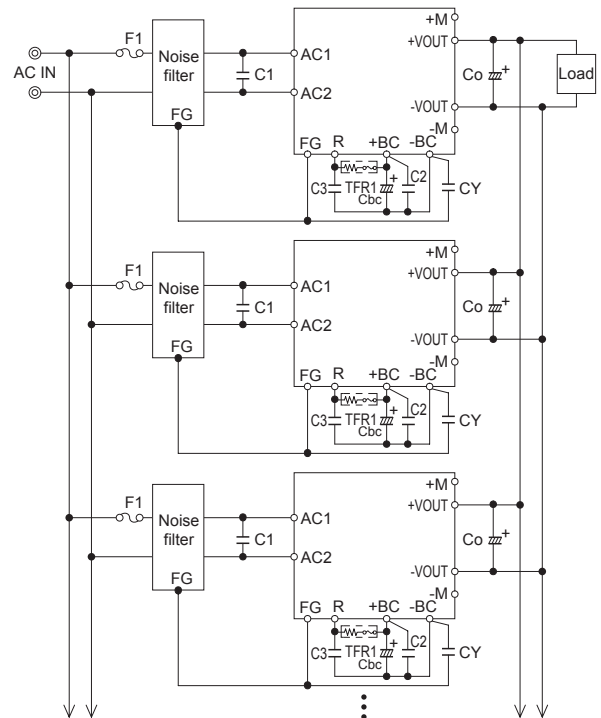 F1
AC IN
Noise
filter
FG
C1
AC1
AC2
+M
+VOUT
-VOUT
-M
Co
+
Load
FG
R
+BC
-BC
C3
TFR1
Cbc
+
C2
CY
F1
Noise
filter
FG
C1
AC1
AC2
+M
+VOUT
-VOUT
-M
Co
+
FG
R
+BC
-BC
C3
TFR1
Cbc
+
C2
CY
F1
Noise
filter
FG
C1
AC1
AC2
+M
+VOUT
-VOUT
-M
Co
+
FG
R
+BC
-BC
C3
TFR1
Cbc
+
C2
CY